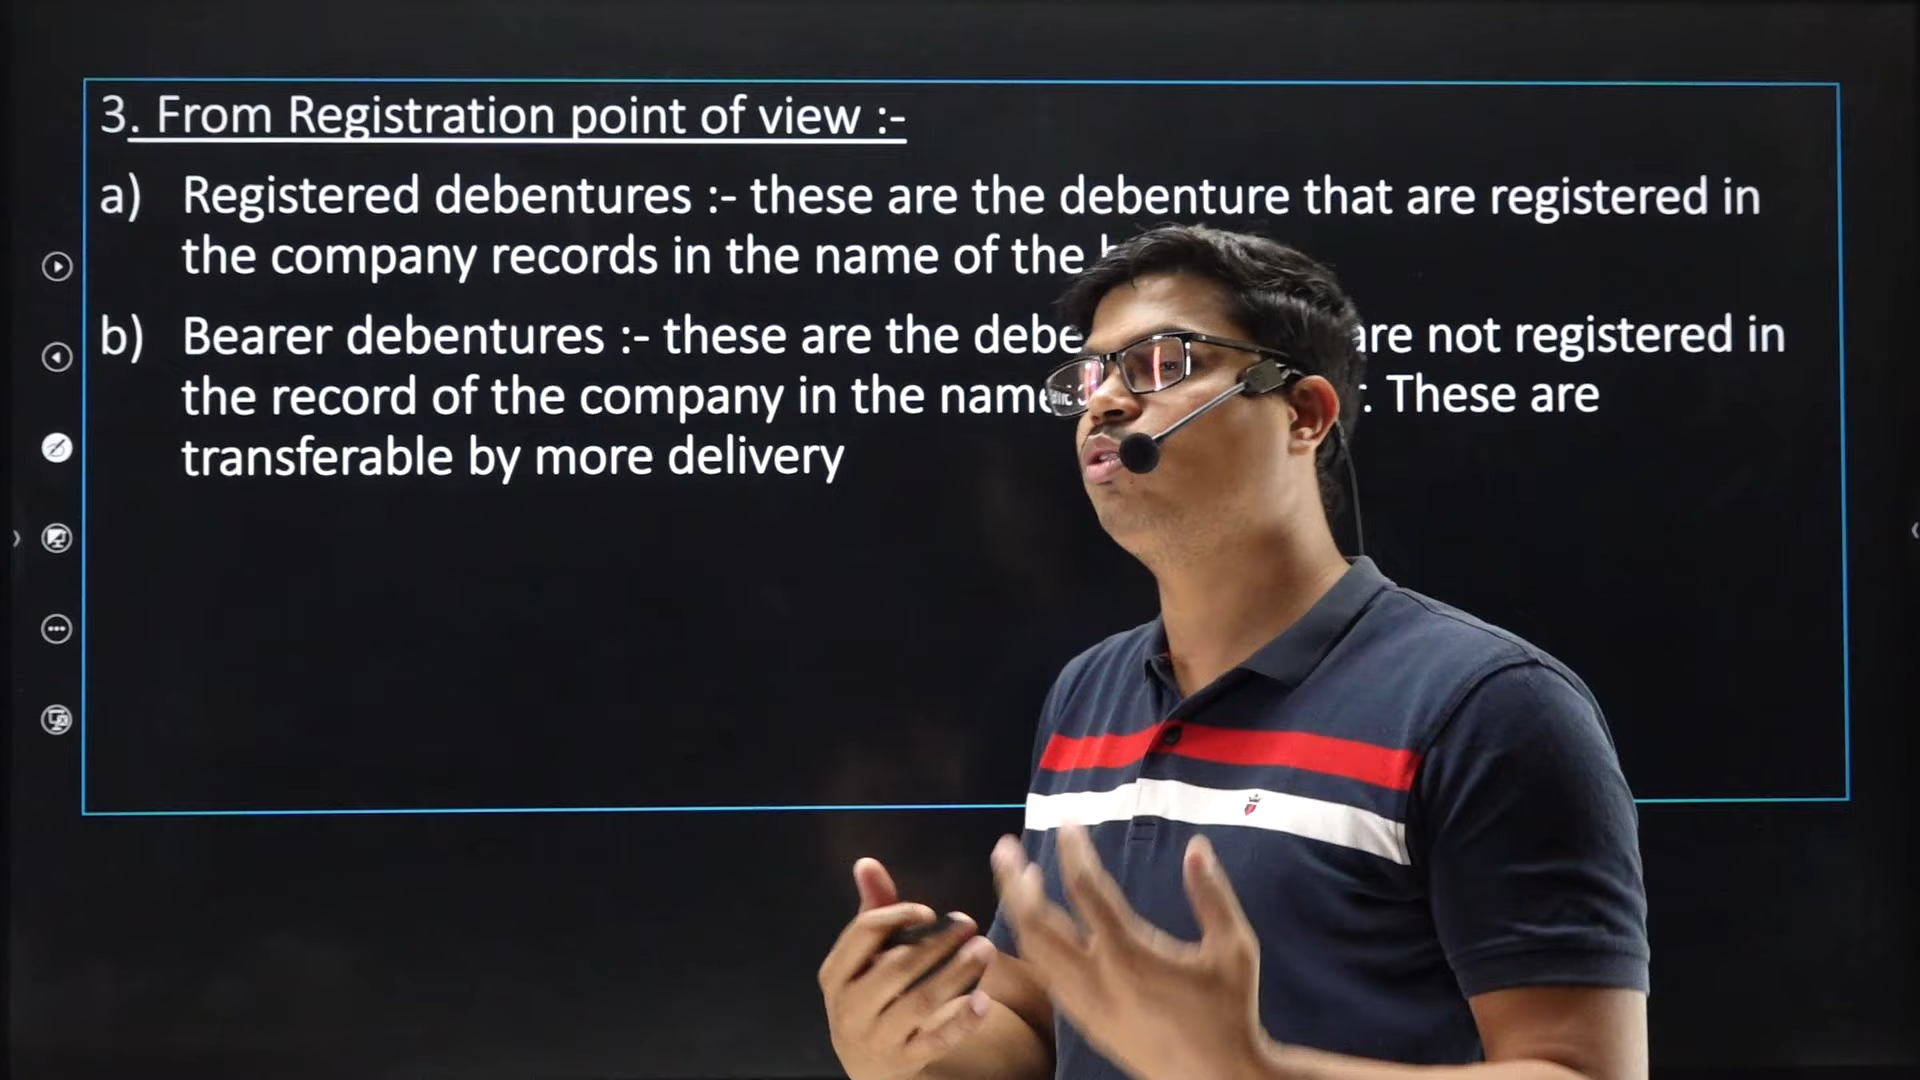 3. From Registration point of view :-
a) Registered debentures :- these are the debenture that are registered in
the company records in the name of the
b) Bearer debentures :- these are the are not registered in
the record of the company in the name : These are
transferable by more delivery